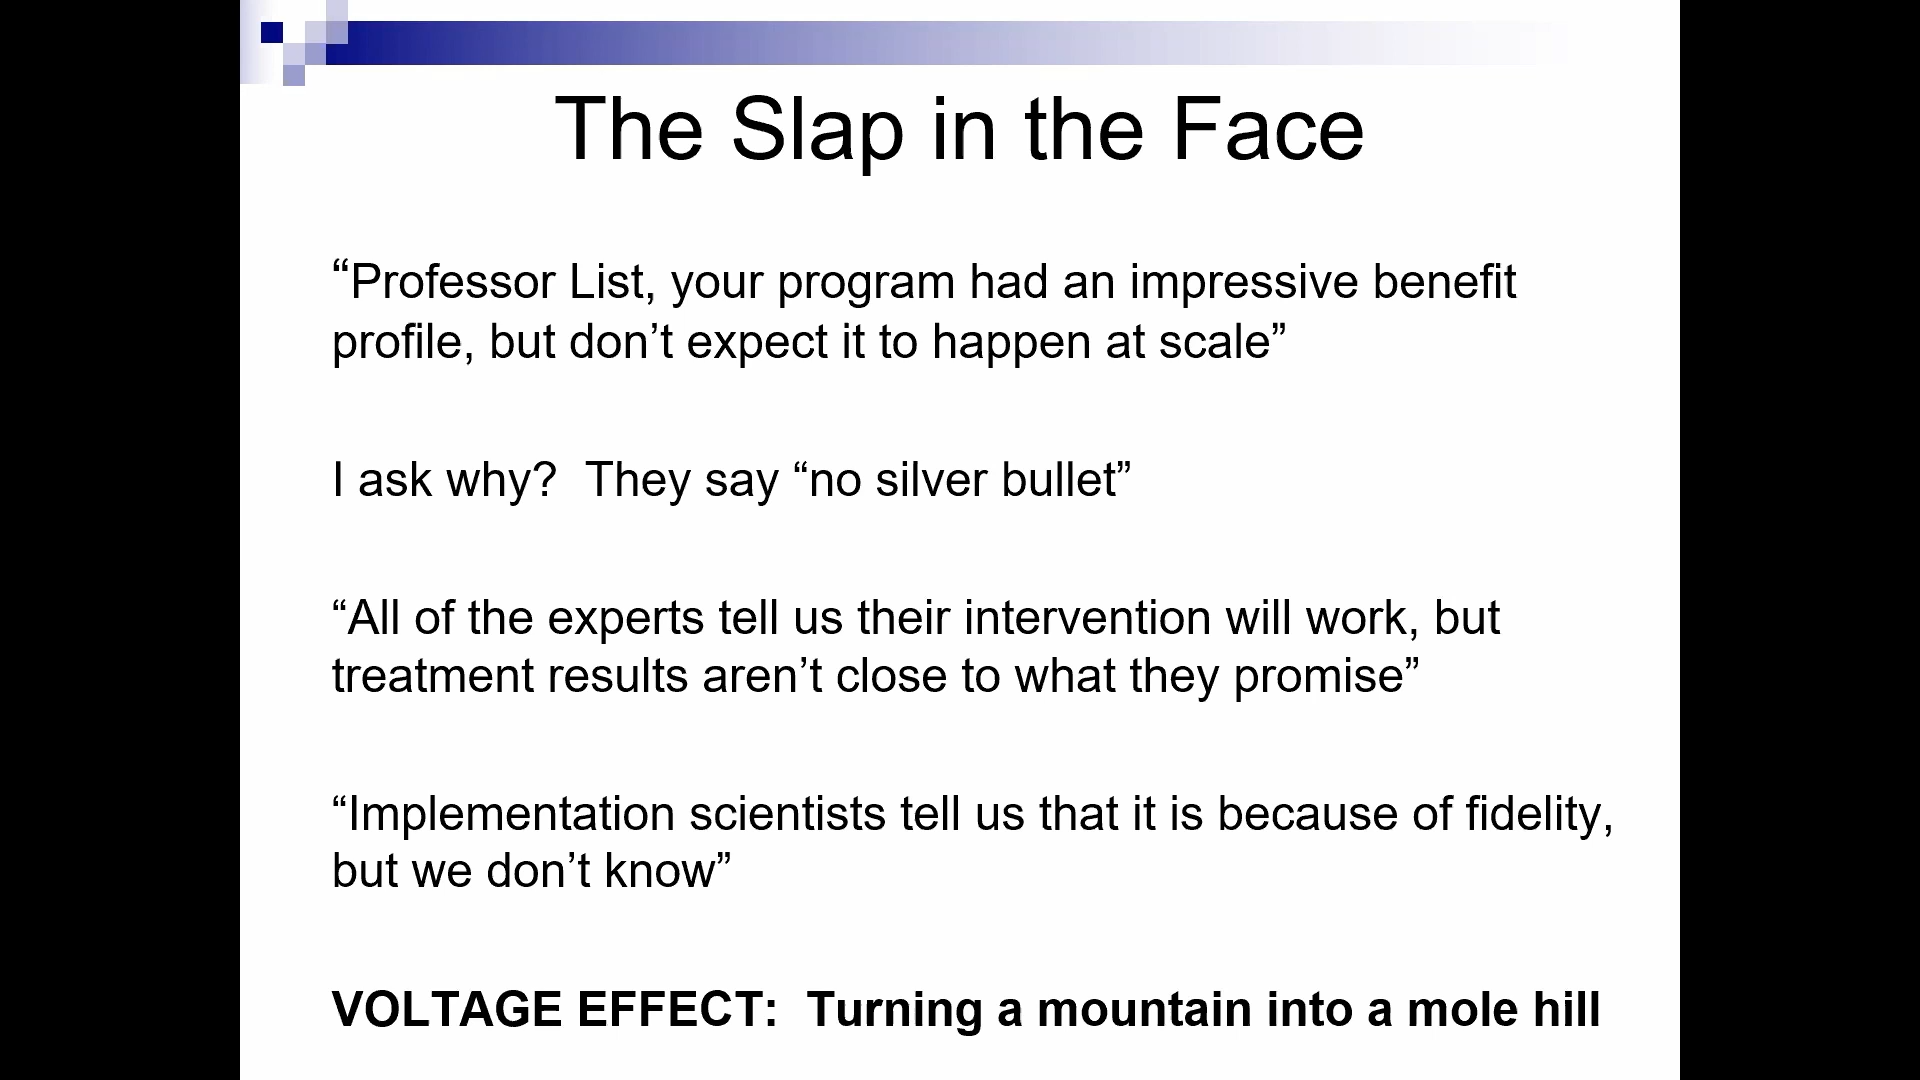 The Slap in the Face
“Professor List, your program had an impressive benefit
profile, but don’t expect it to happen at scale”
I ask why?  They say “no silver bullet”
“All of the experts tell us their intervention will work, but
treatment results aren’t close to what they promise”
“Implementation scientists tell us that it is because of fidelity,
but we don’t know”
VOLTAGE EFFECT:  Turning a mountain into a mole hill